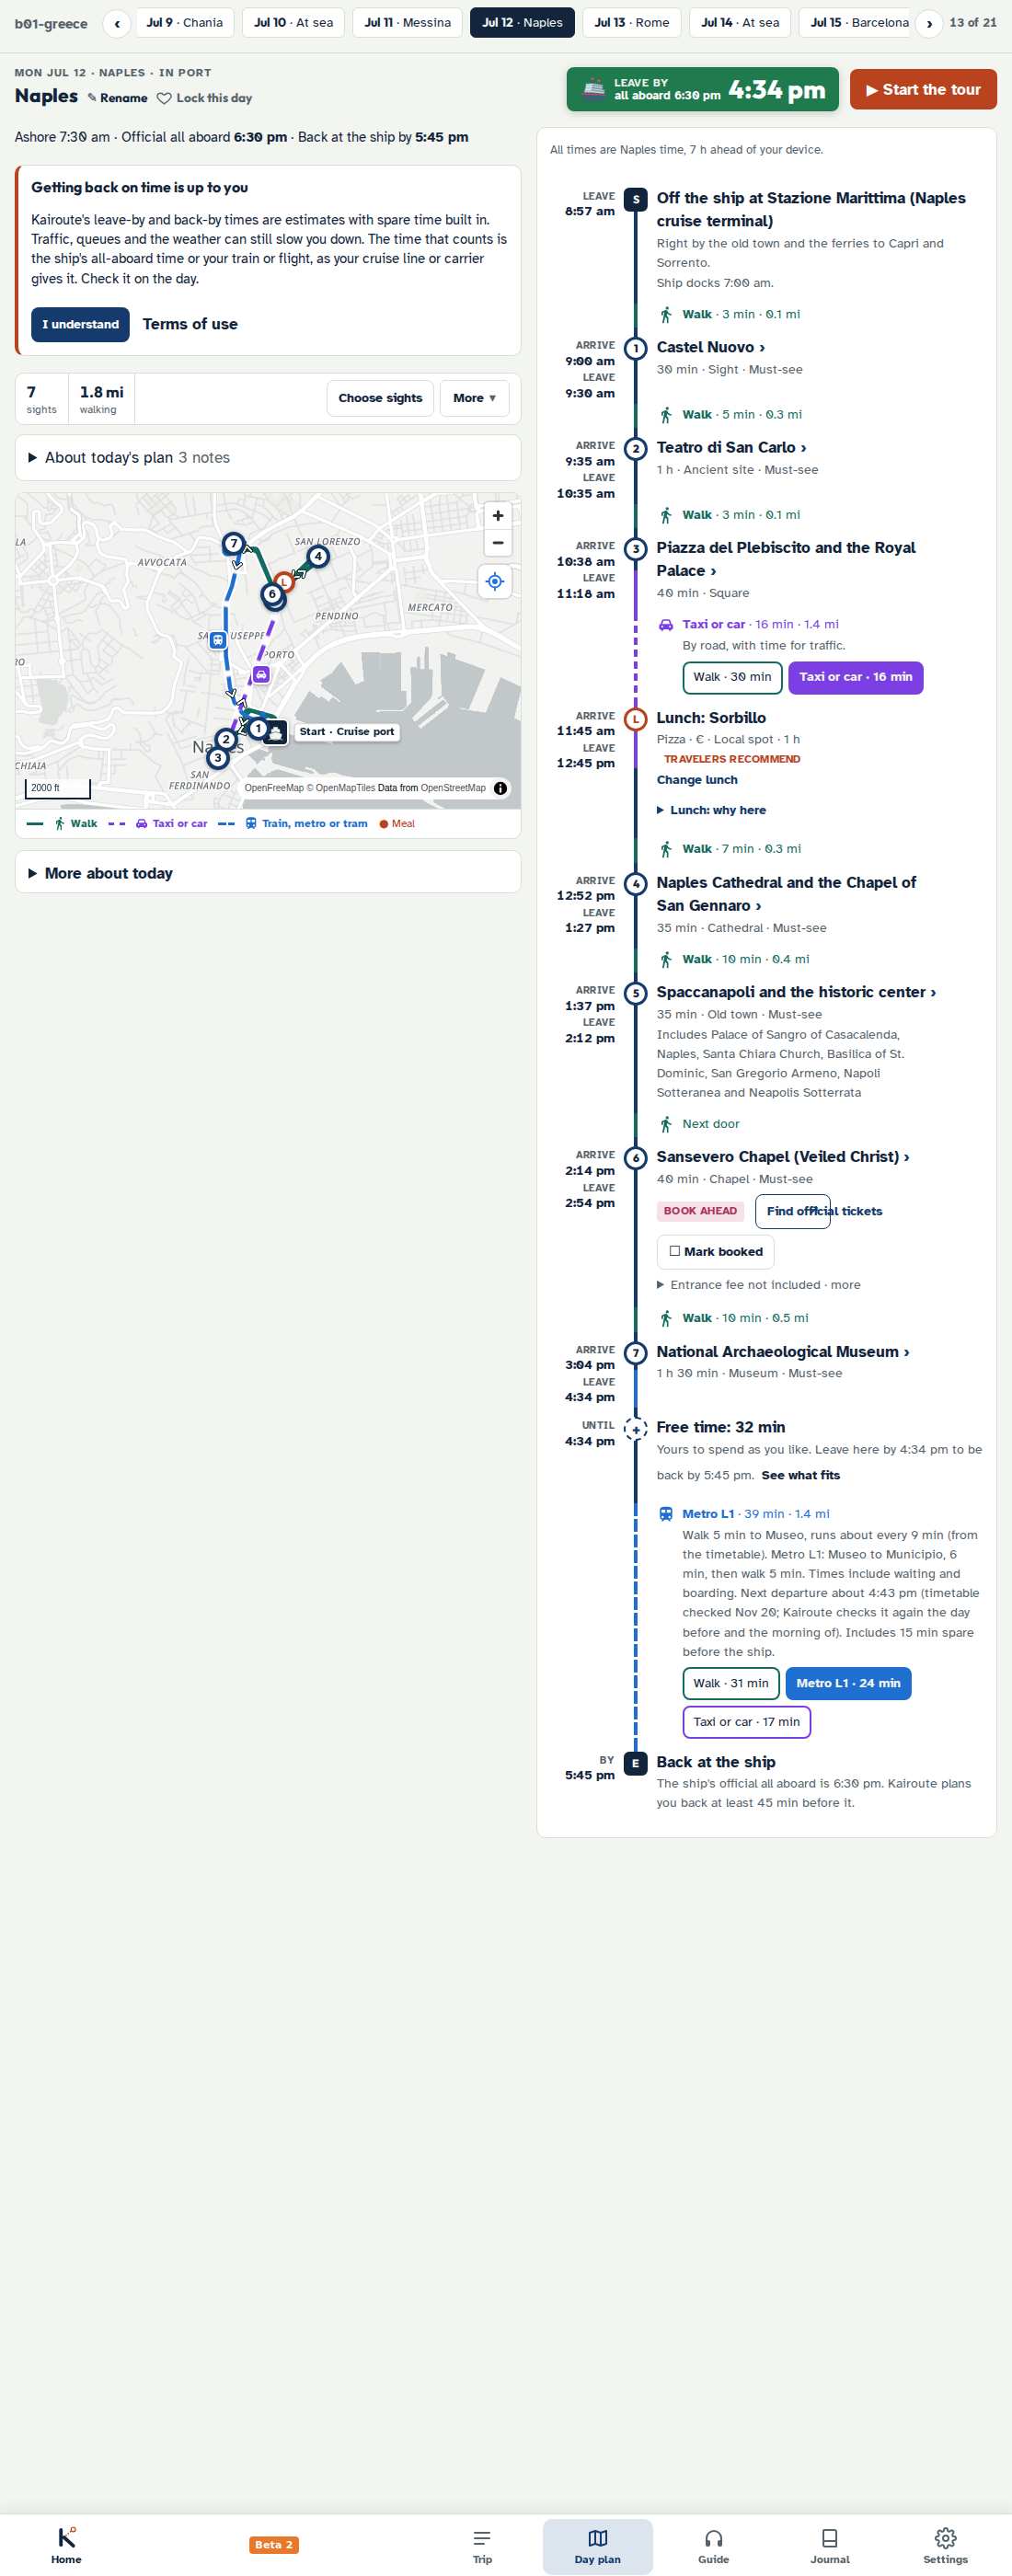 b01-greece
‹
Jul 9 · Chania
Jul 10 · At sea
Jul 11 · Messina
Jul 12 · Naples
Jul 13 · Rome
Jul 14 · At sea
Jul 15 · Barcelona
›
13 of 21
MON JUL 12 · NAPLES · IN PORT
Naples ✎ Rename Lock this day
LEAVE BY
all aboard 6:30 pm
4:34 pm
▶ Start the tour
Ashore 7:30 am · Official all aboard 6:30 pm · Back at the ship by 5:45 pm
Getting back on time is up to you
Kairoute's leave-by and back-by times are estimates with spare time built in.
Traffic, queues and the weather can still slow you down. The time that counts is
the ship's all-aboard time or your train or flight, as your cruise line or carrier
gives it. Check it on the day.
I understand
Terms of use
7
sights
1.8 mi
walking
Choose sights
More ▼
▶ About today's plan 3 notes
AVVOCATA
SAN LORENZO
PENDINO
MERCATO
PORTO
CHIAIA
SAN
FERDINANDO
7
4
L
6
1
2
3
Start · Cruise port
+
−
2000 ft
OpenFreeMap © OpenMapTiles Data from OpenStreetMap
Walk
Taxi or car
Train, metro or tram
Meal
▶ More about today
All times are Naples time, 7 h ahead of your device.
LEAVE
8:57 am
S
Off the ship at Stazione Marittima (Naples
cruise terminal)
Right by the old town and the ferries to Capri and
Sorrento.
Ship docks 7:00 am.
Walk · 3 min · 0.1 mi
ARRIVE
9:00 am
LEAVE
9:30 am
1
Castel Nuovo ›
30 min · Sight · Must-see
Walk · 5 min · 0.3 mi
ARRIVE
9:35 am
LEAVE
10:35 am
2
Teatro di San Carlo ›
1 h · Ancient site · Must-see
Walk · 3 min · 0.1 mi
ARRIVE
10:38 am
LEAVE
11:18 am
3
Piazza del Plebiscito and the Royal
Palace ›
40 min · Square
Taxi or car · 16 min · 1.4 mi
By road, with time for traffic.
Walk · 30 min
Taxi or car · 16 min
ARRIVE
11:45 am
LEAVE
12:45 pm
L
Lunch: Sorbillo
Pizza · € · Local spot · 1 h
TRAVELERS RECOMMEND
Change lunch
▶ Lunch: why here
Walk · 7 min · 0.3 mi
ARRIVE
12:52 pm
LEAVE
1:27 pm
4
Naples Cathedral and the Chapel of
San Gennaro ›
35 min · Cathedral · Must-see
Walk · 10 min · 0.4 mi
ARRIVE
1:37 pm
LEAVE
2:12 pm
5
Spaccanapoli and the historic center ›
35 min · Old town · Must-see
Includes Palace of Sangro of Casacalenda,
Naples, Santa Chiara Church, Basilica of St.
Dominic, San Gregorio Armeno, Napoli
Sotteranea and Neapolis Sotterrata
Next door
ARRIVE
2:14 pm
LEAVE
2:54 pm
6
Sansevero Chapel (Veiled Christ) ›
40 min · Chapel · Must-see
BOOK AHEAD
Find official tickets
☐ Mark booked
▶ Entrance fee not included · more
Walk · 10 min · 0.5 mi
ARRIVE
3:04 pm
LEAVE
4:34 pm
7
National Archaeological Museum ›
1 h 30 min · Museum · Must-see
UNTIL
4:34 pm
+
Free time: 32 min
Yours to spend as you like. Leave here by 4:34 pm to be
back by 5:45 pm. See what fits
Metro L1 · 39 min · 1.4 mi
Walk 5 min to Museo, runs about every 9 min (from
the timetable). Metro L1: Museo to Municipio, 6
min, then walk 5 min. Times include waiting and
boarding. Next departure about 4:43 pm (timetable
checked Nov 20; Kairoute checks it again the day
before and the morning of). Includes 15 min spare
before the ship.
Walk · 31 min
Metro L1 · 24 min
Taxi or car · 17 min
BY
5:45 pm
E
Back at the ship
The ship's official all aboard is 6:30 pm. Kairoute plans
you back at least 45 min before it.
Home
Beta 2
Trip
Day plan
Guide
Journal
Settings